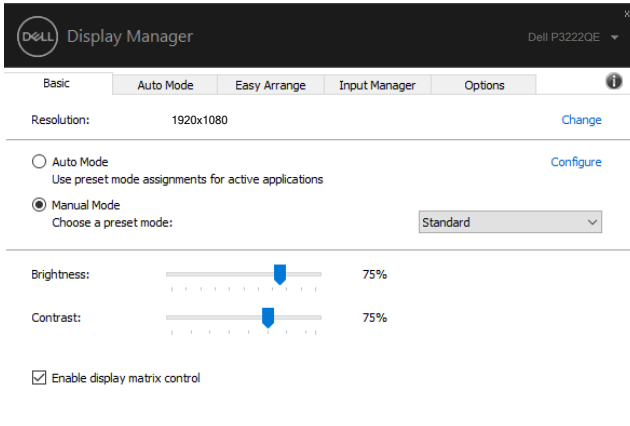 DELL Display Manager
Dell P3222QE
x
Basic Auto Mode Easy Arrange Input Manager Options i
Resolution: 1920x1080 Change
Auto Mode Configure
Use preset mode assignments for active applications
Manual Mode
Choose a preset mode: Standard
Brightness: 75%
Contrast: 75%
Enable display matrix control